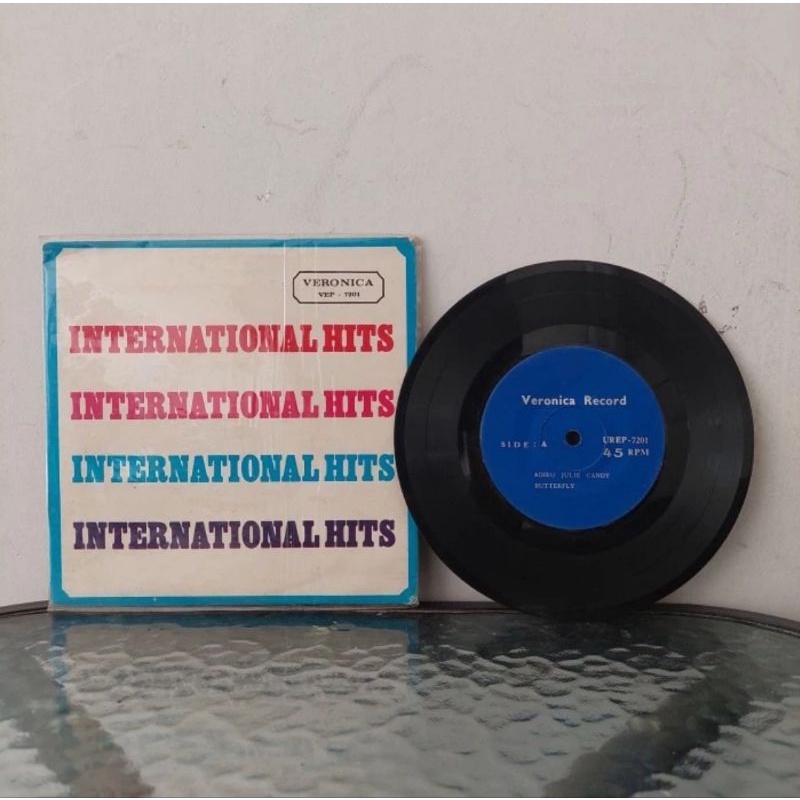 VERONICA
VEP - 7201
INTERNATIONAL HITS
INTERNATIONAL HITS
INTERNATIONAL HITS
INTERNATIONAL HITS
Veronica Record
SIDE : A
UREP-7201
45 RPM
JULIE CANDY
BUTTERFLY